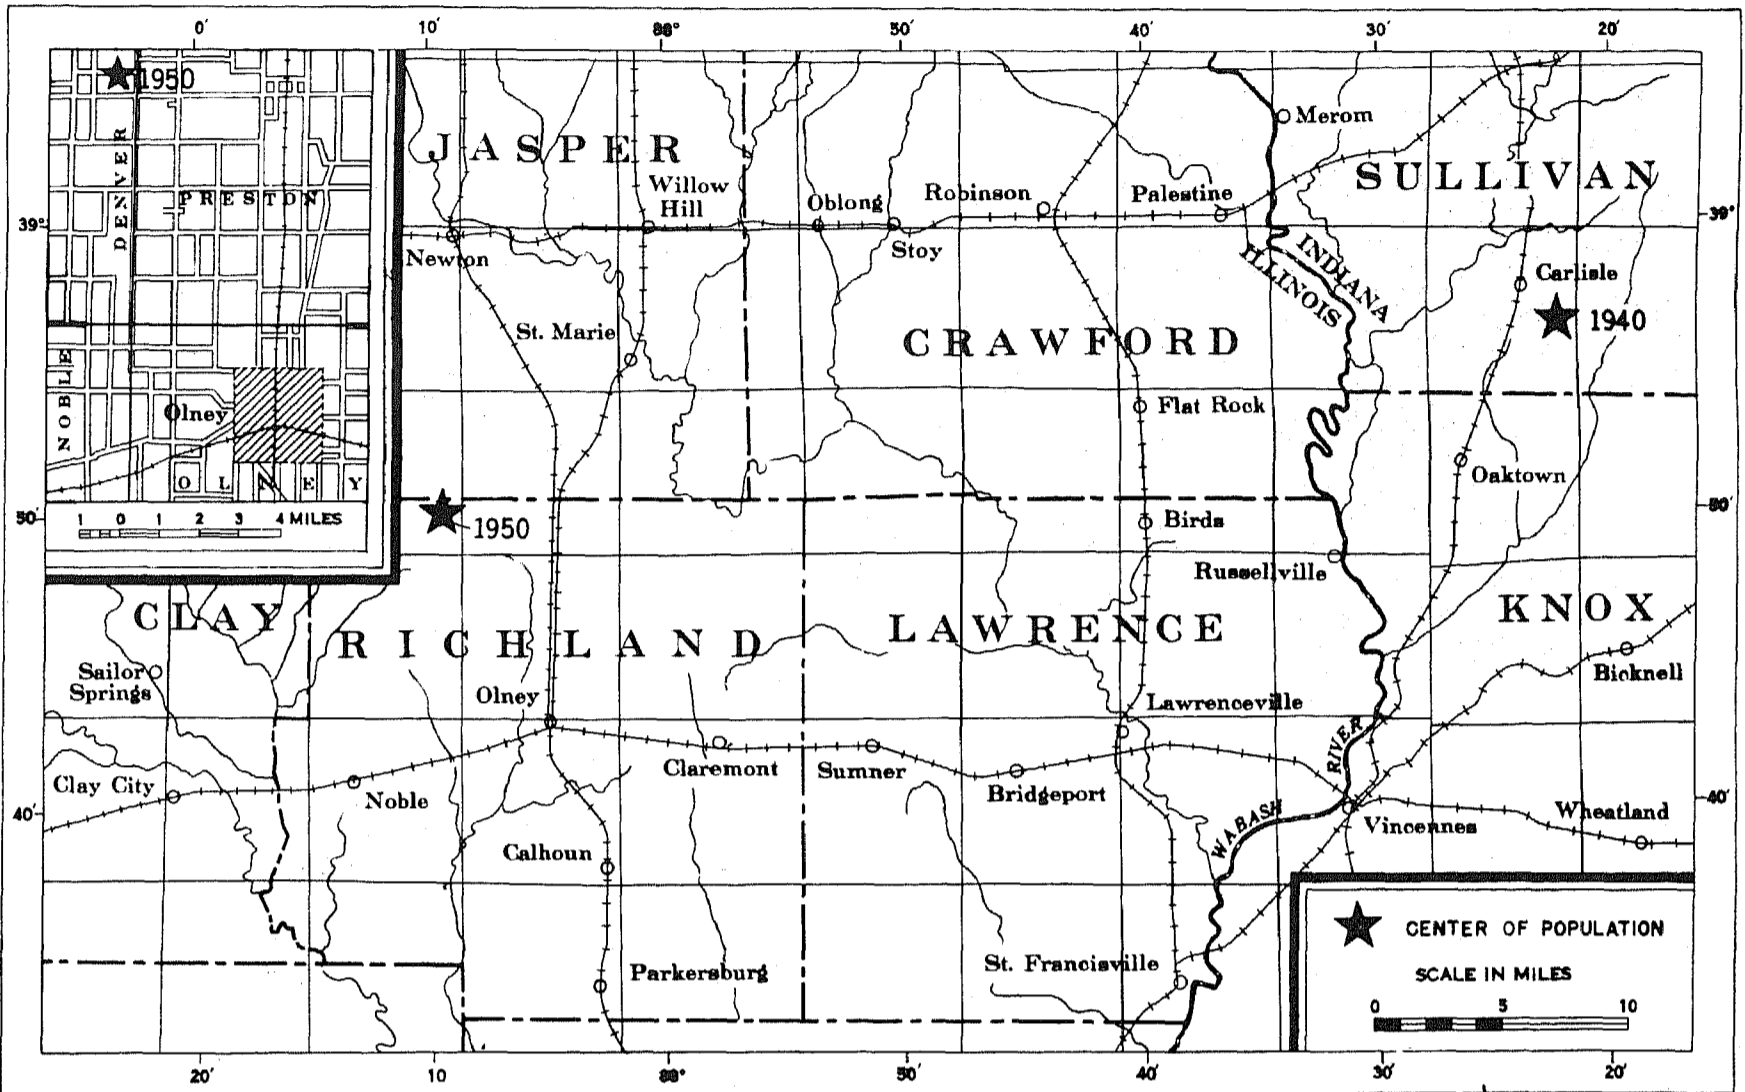 0' 10' 88° 50' 40' 30' 20'
1950
DENVER
PRESTON
NOBLE
Olney
OLNEY
1 0 1 2 3 4 MILES
JASPER
Merom
SULLIVAN
Willow
Hill
Oblong
Robinson
Palestine
39°
39°
Newton
Stoy
INDIANA
ILLINOIS
Carlisle
St. Marie
CRAWFORD
1940
Flat Rock
Oaktown
50'
50'
1950
Birds
Russellville
CLAY
RICHLAND
LAWRENCE
KNOX
Sailor
Springs
Bicknell
Olney
Lawrenceville
Clay City
Noble
Claremont
Sumner
Bridgeport
WABASH RIVER
Vincennes
Wheatland
40'
40'
Calhoun
Parkersburg
St. Francisville
CENTER OF POPULATION
SCALE IN MILES
0 5 10
20' 10 88° 50' 40' 30' 20'